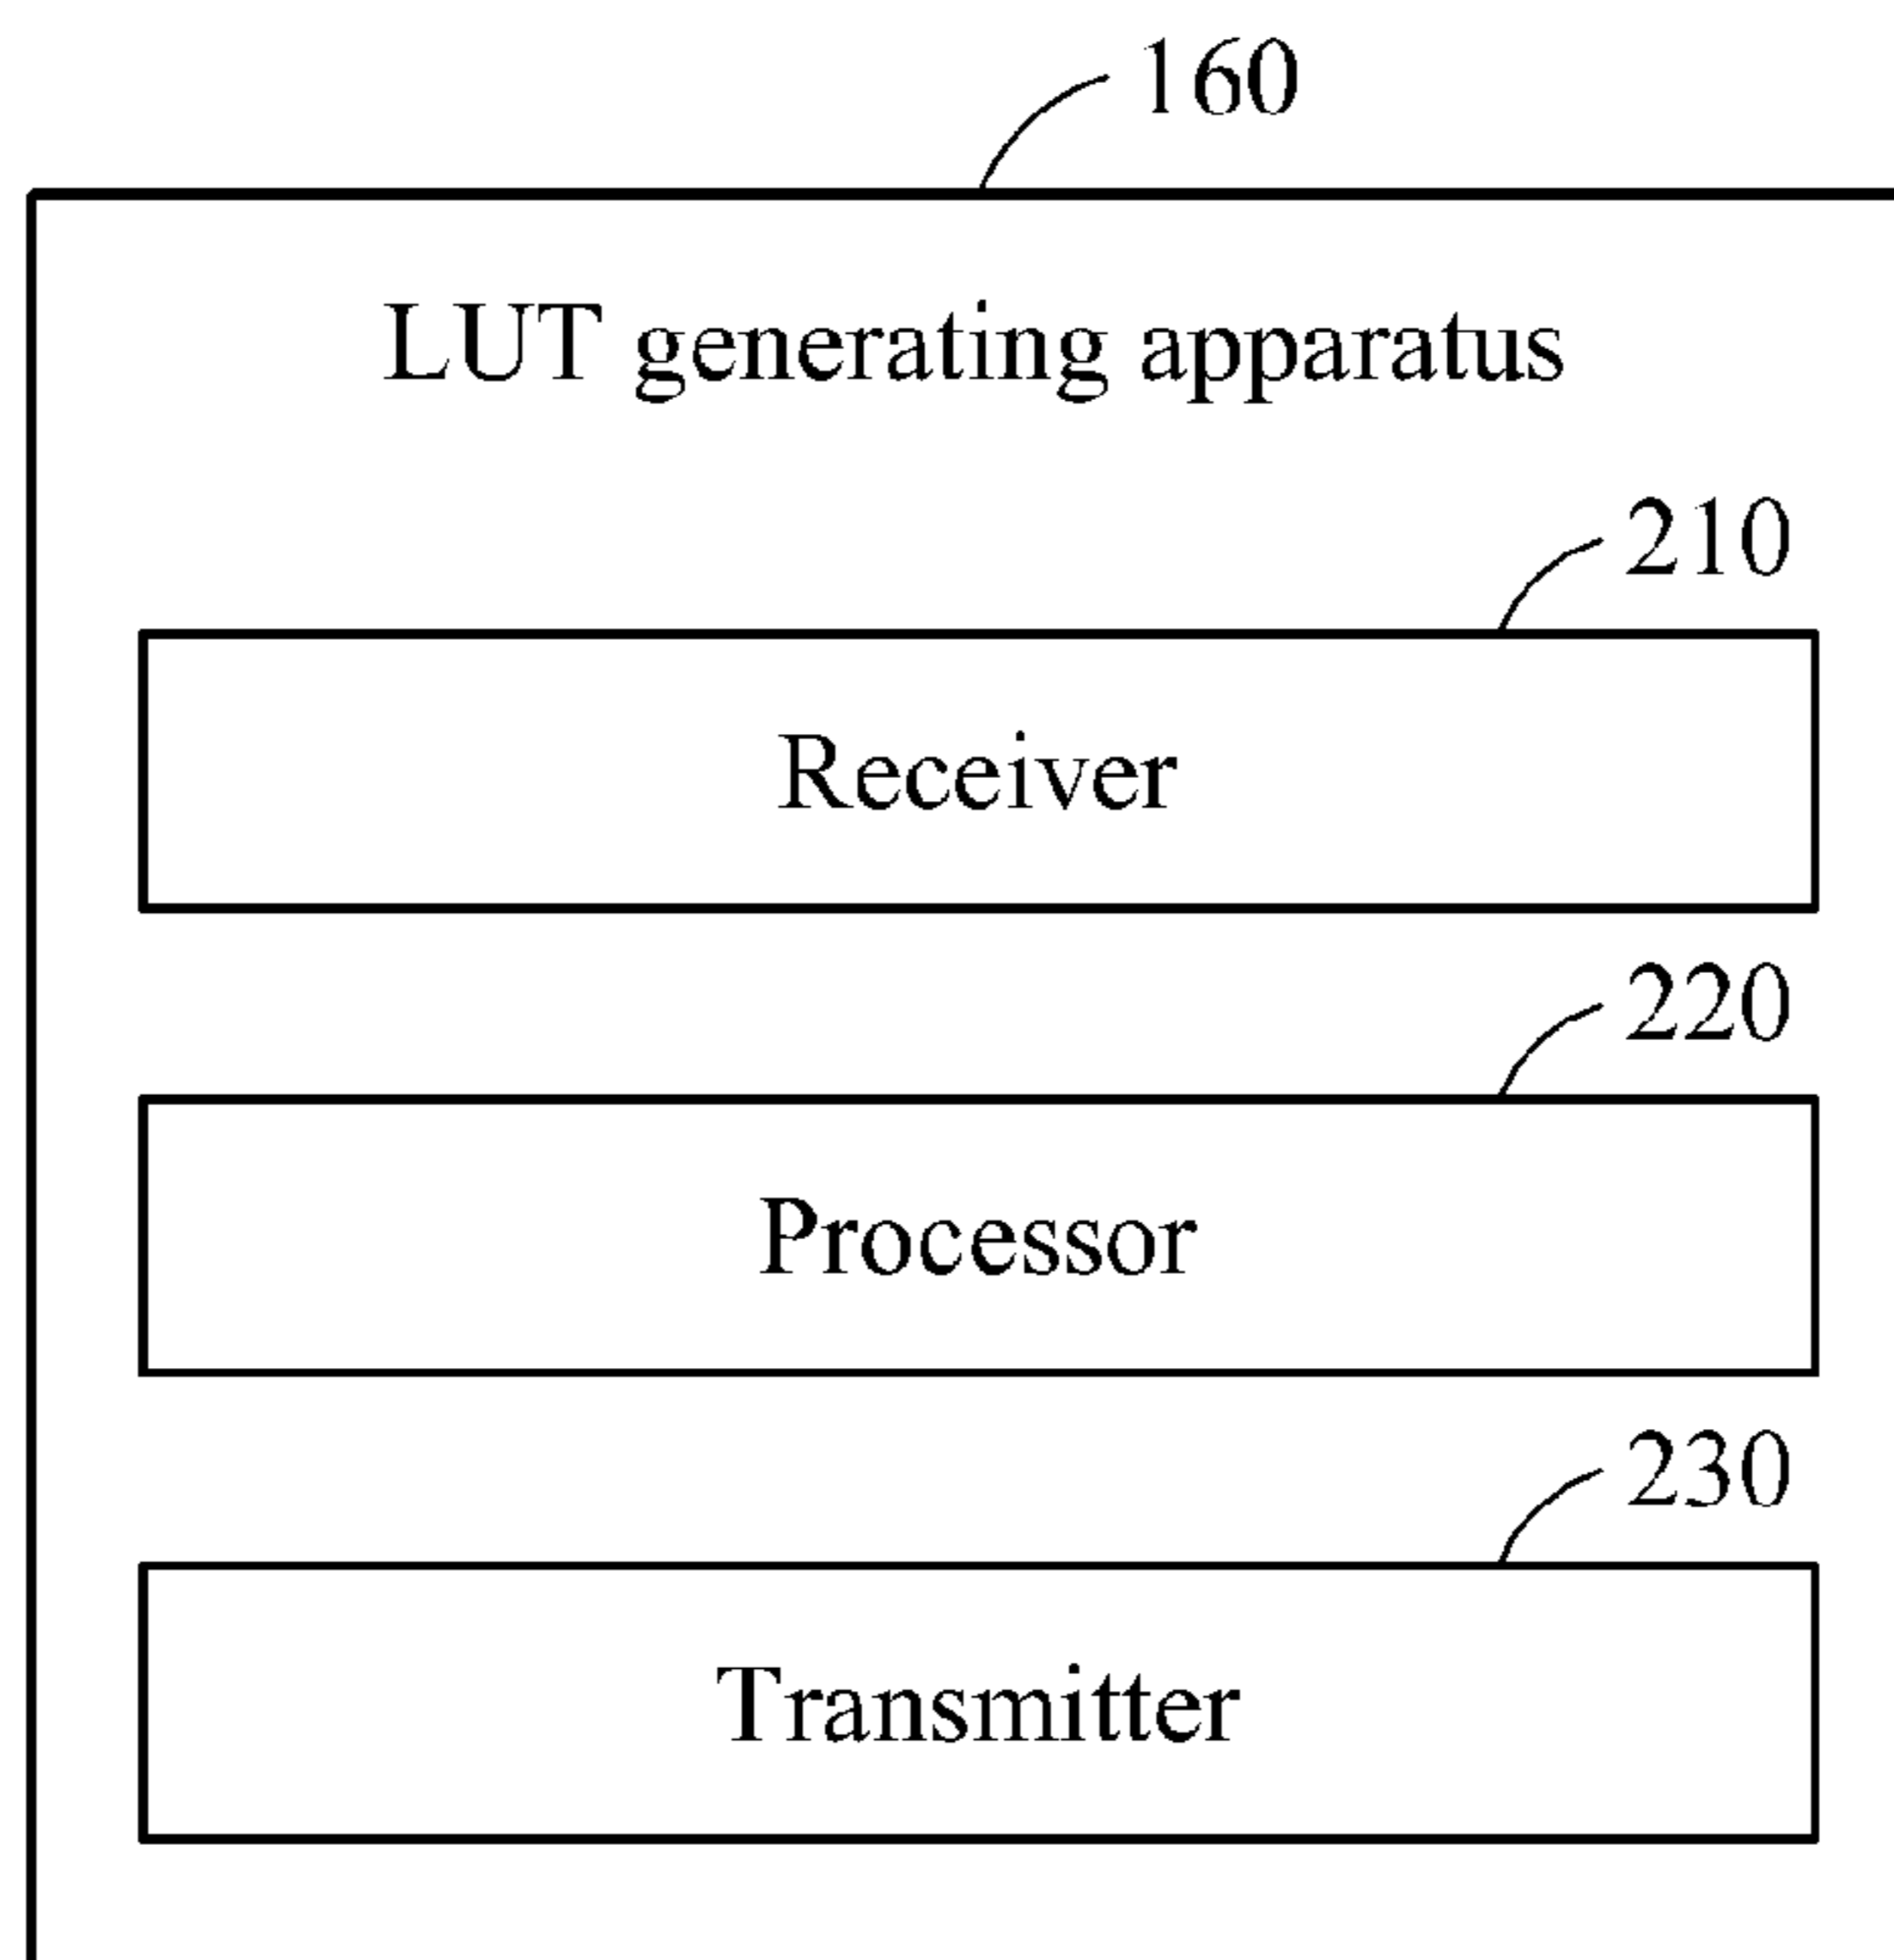 160
LUT generating apparatus
210
Receiver
220
Processor
230
Transmitter